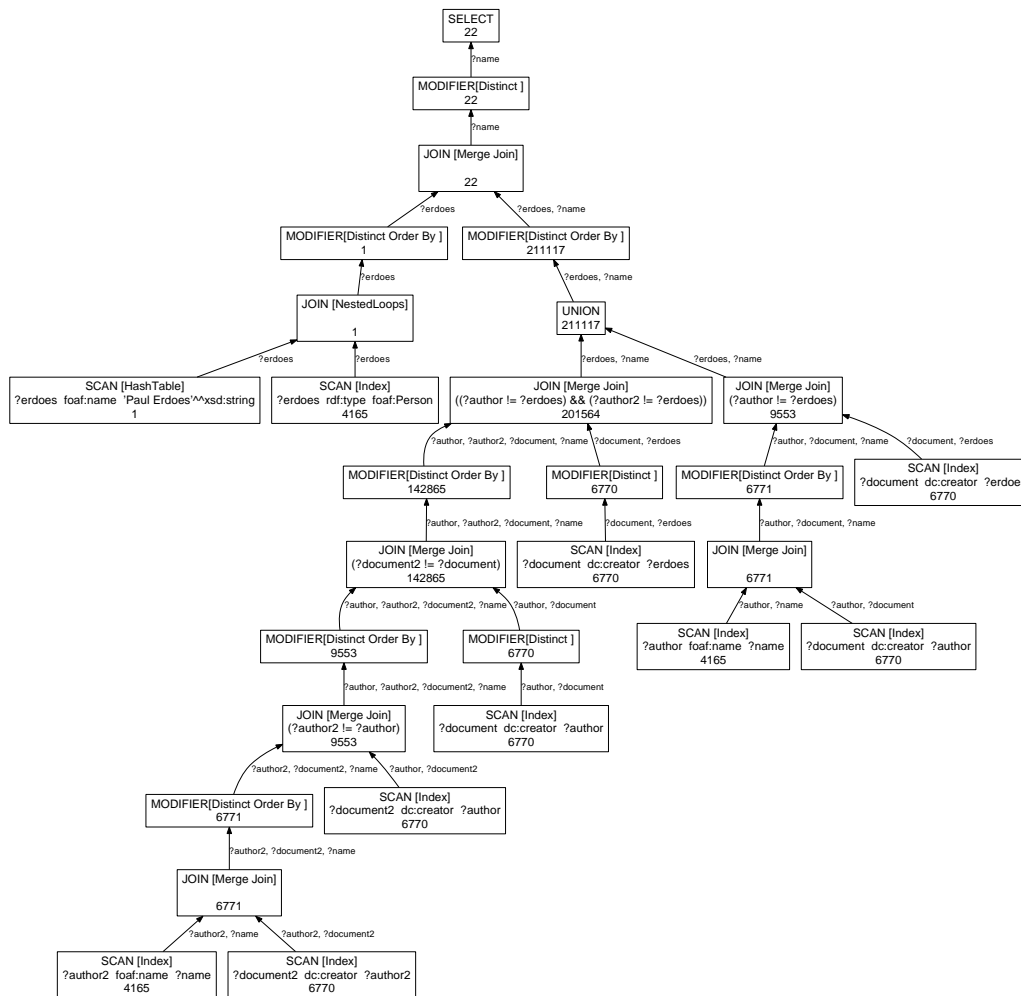 SELECT
22
?name
MODIFIER[Distinct ]
22
?name
JOIN [Merge Join]
22
?erdoes
?erdoes, ?name
MODIFIER[Distinct Order By ]
1
MODIFIER[Distinct Order By ]
211117
?erdoes
?erdoes, ?name
JOIN [NestedLoops]
1
UNION
211117
?erdoes
?erdoes
?erdoes, ?name
?erdoes, ?name
SCAN [HashTable]
?erdoes foaf:name 'Paul Erdoes'^^xsd:string
1
SCAN [Index]
?erdoes rdf:type foaf:Person
4165
JOIN [Merge Join]
((?author != ?erdoes) && (?author2 != ?erdoes))
201564
JOIN [Merge Join]
(?author != ?erdoes)
9553
?author, ?author2, ?document, ?name
?document, ?erdoes
?author, ?document, ?name
?document, ?erdoes
MODIFIER[Distinct Order By ]
142865
MODIFIER[Distinct ]
6770
MODIFIER[Distinct Order By ]
6771
SCAN [Index]
?document dc:creator ?erdoes
6770
?author, ?author2, ?document, ?name
?document, ?erdoes
?author, ?document, ?name
JOIN [Merge Join]
(?document2 != ?document)
142865
SCAN [Index]
?document dc:creator ?erdoes
6770
JOIN [Merge Join]
6771
?author, ?author2, ?document2, ?name
?author, ?document
?author, ?name
?author, ?document
MODIFIER[Distinct Order By ]
9553
MODIFIER[Distinct ]
6770
SCAN [Index]
?author foaf:name ?name
4165
SCAN [Index]
?document dc:creator ?author
6770
?author, ?author2, ?document2, ?name
?author, ?document
JOIN [Merge Join]
(?author2 != ?author)
9553
SCAN [Index]
?document dc:creator ?author
6770
?author2, ?document2, ?name
?author, ?document2
MODIFIER[Distinct Order By ]
6771
SCAN [Index]
?document2 dc:creator ?author
6770
?author2, ?document2, ?name
JOIN [Merge Join]
6771
?author2, ?name
?author2, ?document2
SCAN [Index]
?author2 foaf:name ?name
4165
SCAN [Index]
?document2 dc:creator ?author2
6770